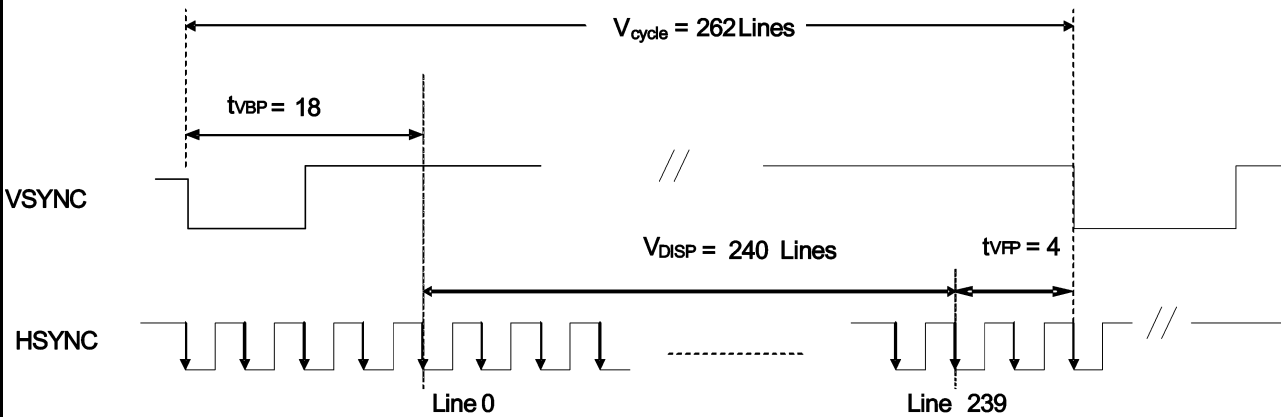 Vcycle = 262 Lines
tVBP = 18
VSYNC
VDISP = 240 Lines
tVFP = 4
HSYNC
Line 0
Line 239